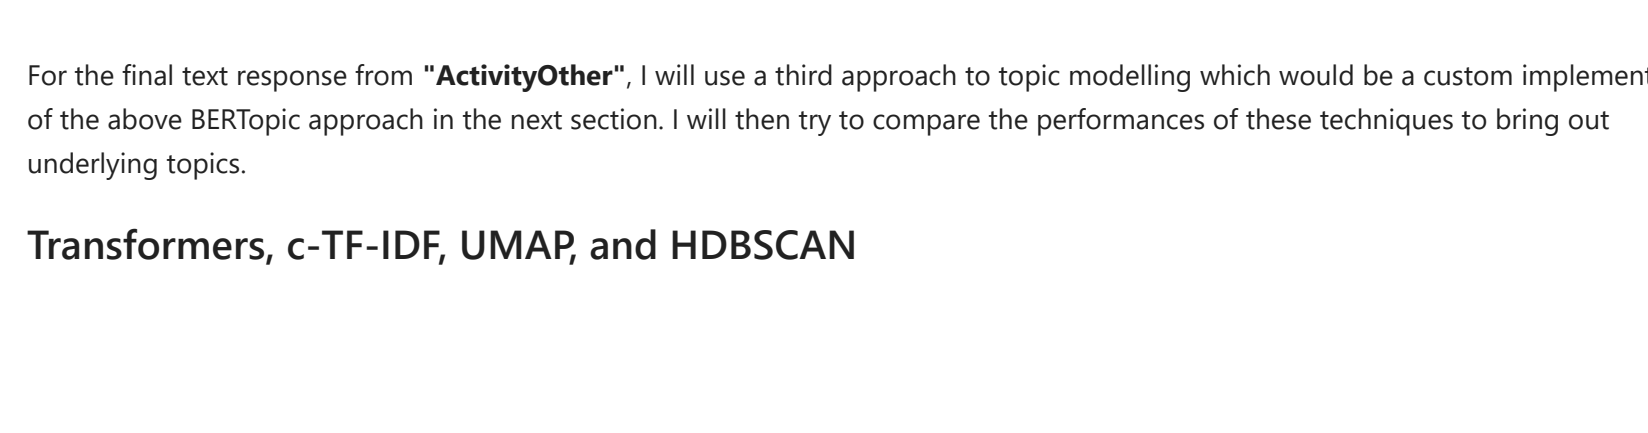 For the final text response from "ActivityOther", I will use a third approach to topic modelling which would be a custom implement
of the above BERTopic approach in the next section. I will then try to compare the performances of these techniques to bring out
underlying topics.
Transformers, c-TF-IDF, UMAP, and HDBSCAN